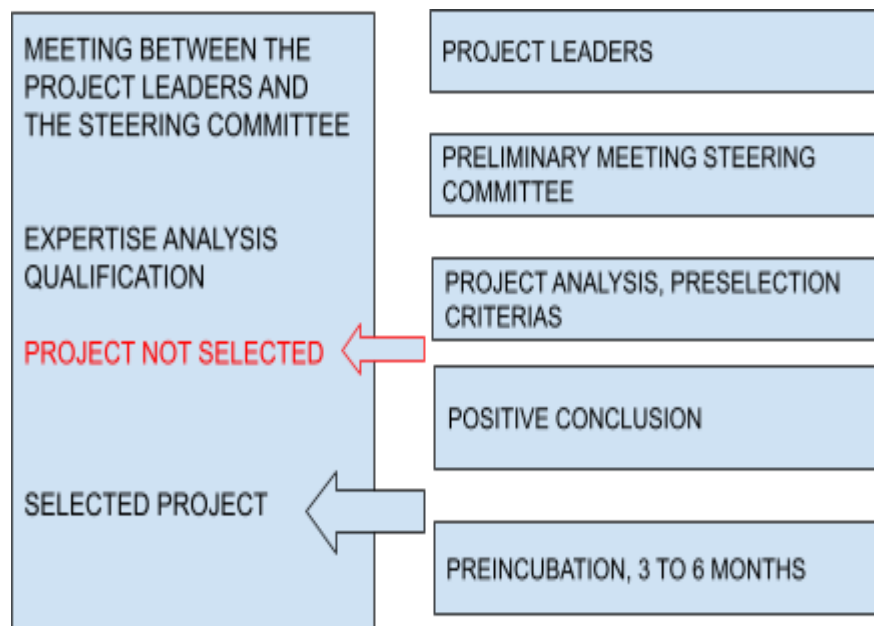 MEETING BETWEEN THE
PROJECT LEADERS AND
THE STEERING COMMITTEE
EXPERTISE ANALYSIS
QUALIFICATION
PROJECT NOT SELECTED
SELECTED PROJECT
PROJECT LEADERS
PRELIMINARY MEETING STEERING
COMMITTEE
PROJECT ANALYSIS, PRESELECTION
CRITERIAS
POSITIVE CONCLUSION
PREINCUBATION, 3 TO 6 MONTHS